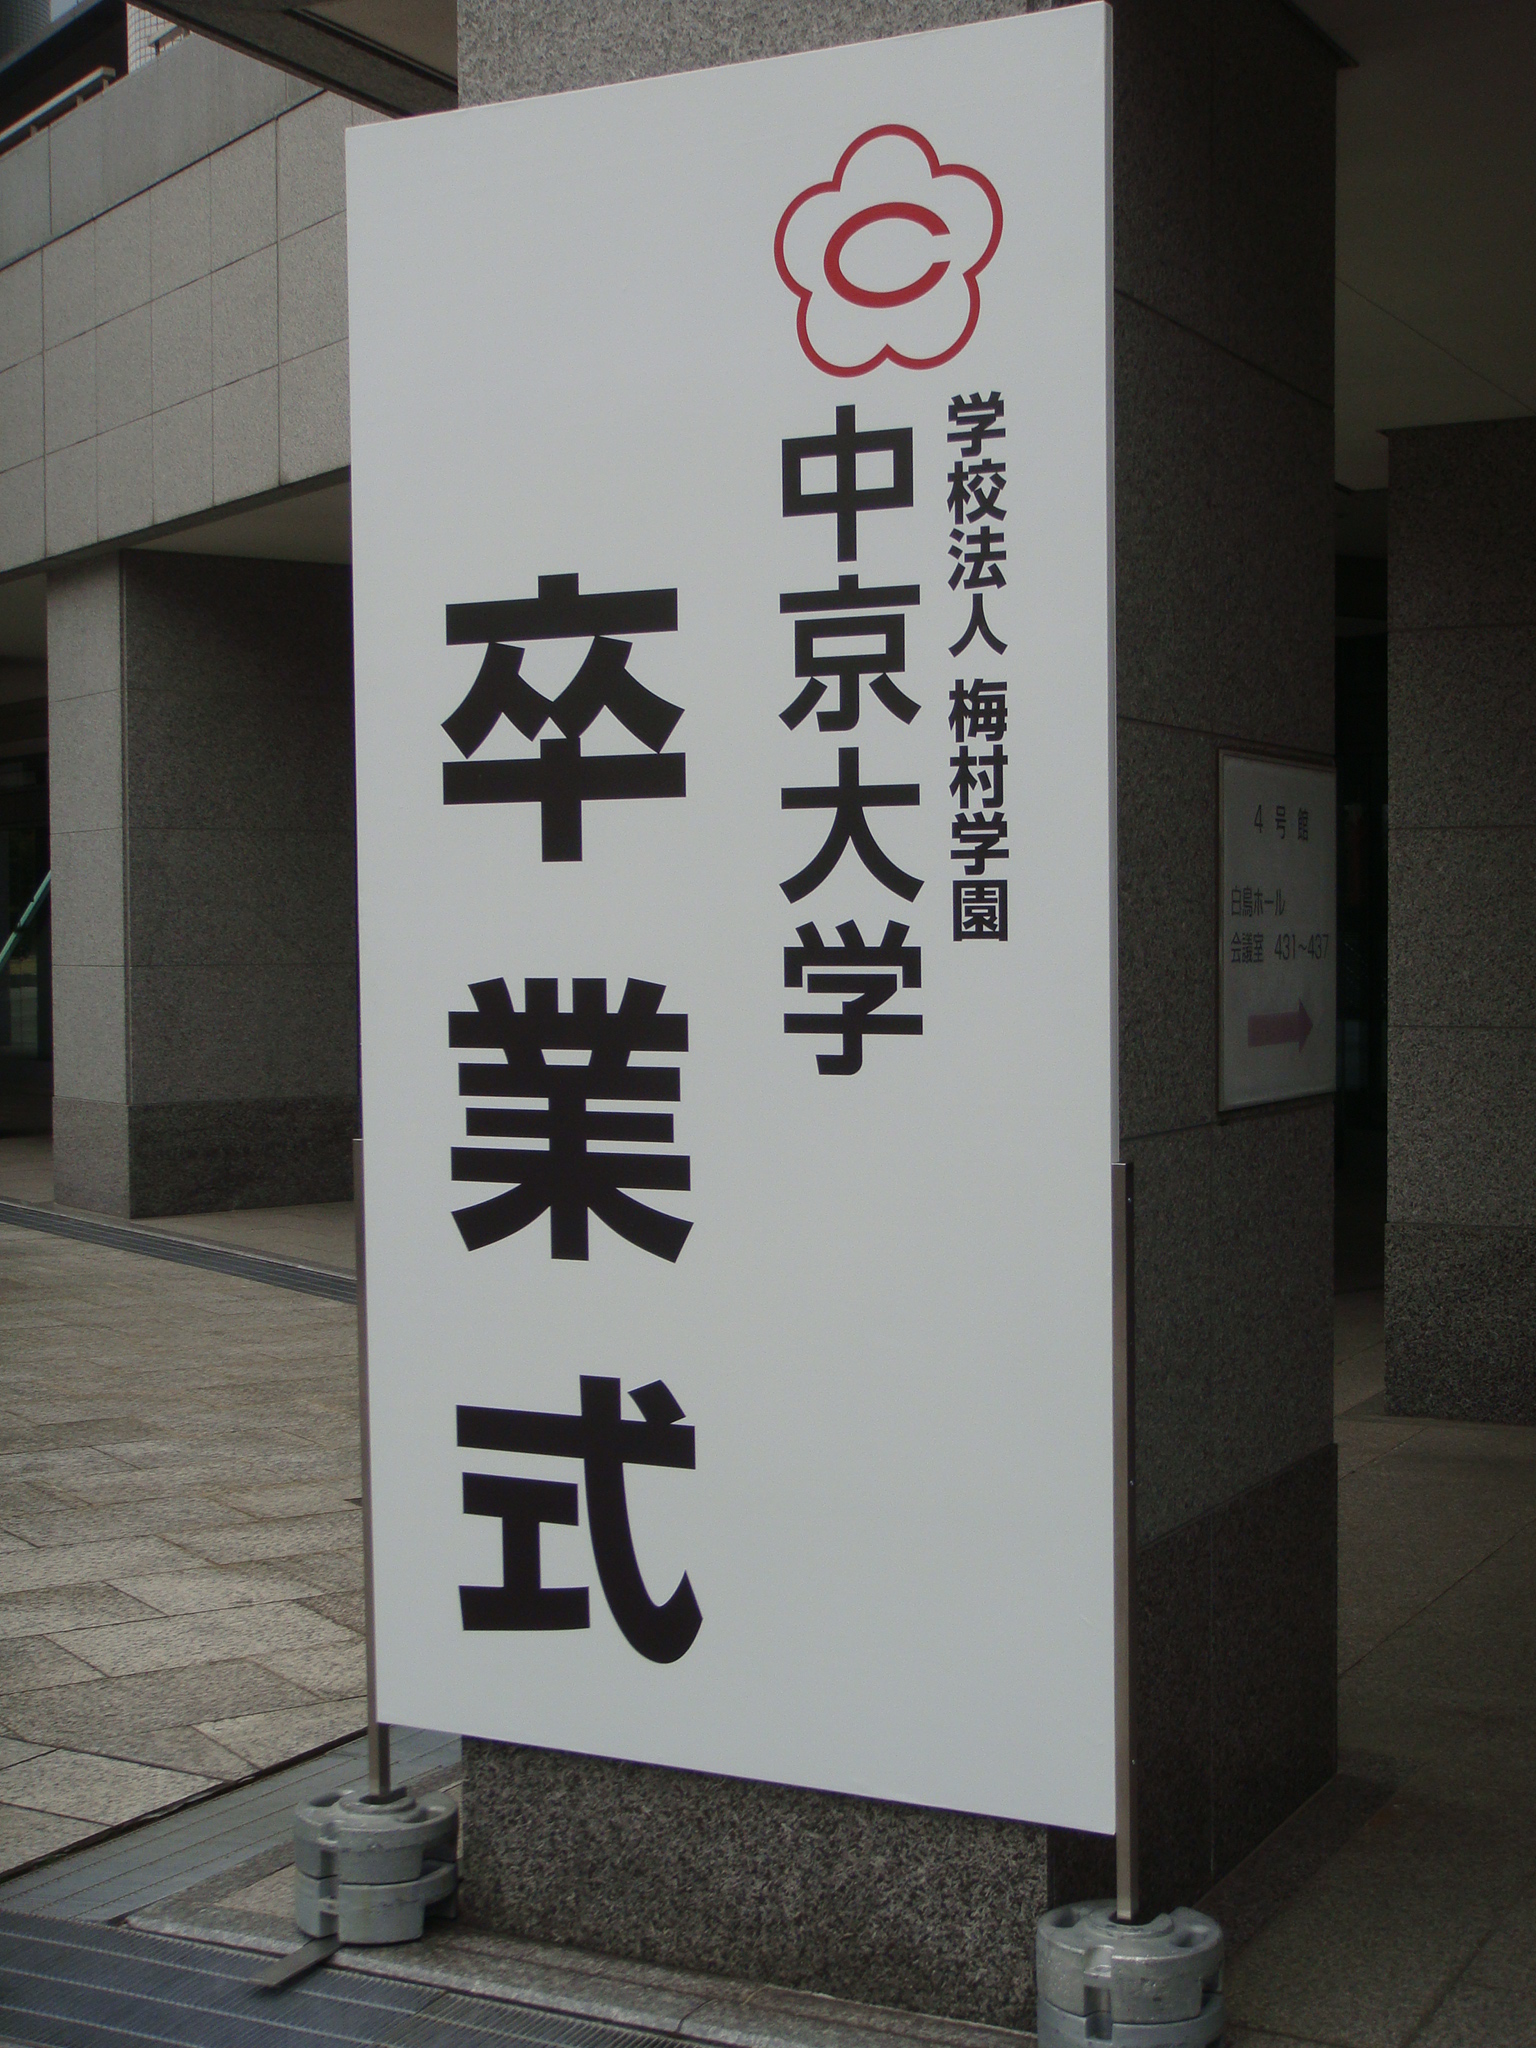 学校法人 梅村学園
中京大学
卒業式
C
4号館
白鳥ホール
会議室 431~437